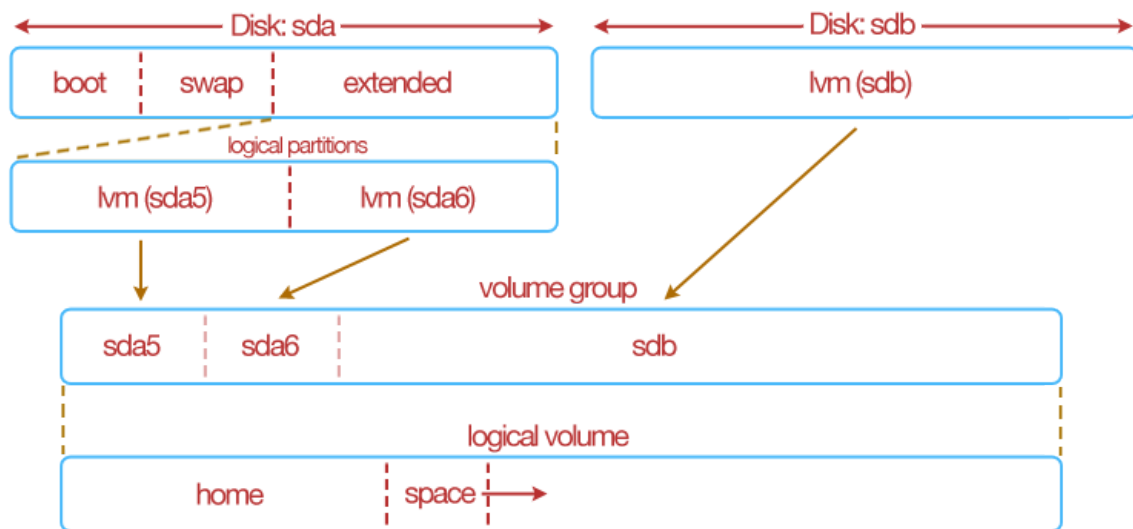 Disk: sda
Disk: sdb
boot
swap
extended
lvm (sdb)
logical partitions
lvm (sda5)
lvm (sda6)
volume group
sda5
sda6
sdb
logical volume
home
space